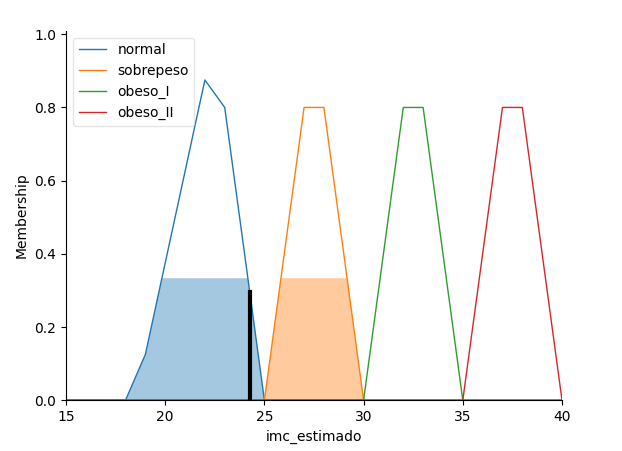 1.0
0.8
0.6
0.4
0.2
0.0
Membership
normal
sobrepeso
obeso_I
obeso_II
15 20 25 30 35 40
imc_estimado